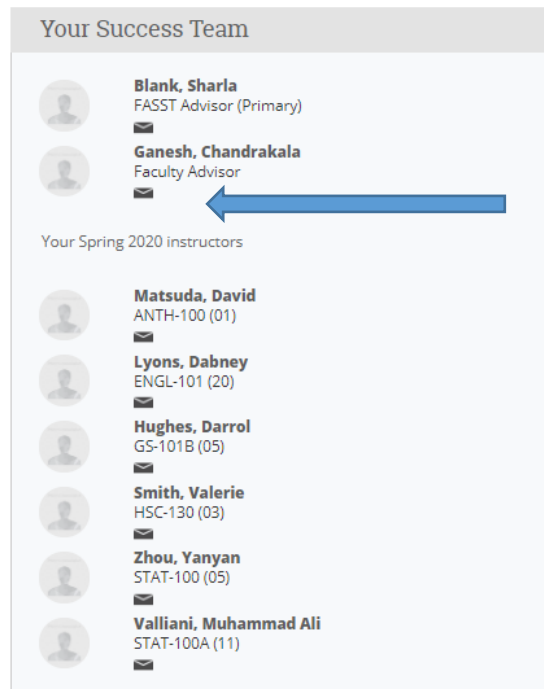 Your Success Team
Blank, Sharla
FASST Advisor (Primary)
Ganesh, Chandrakala
Faculty Advisor
Your Spring 2020 instructors
Matsuda, David
ANTH-100 (01)
Lyons, Dabney
ENGL-101 (20)
Hughes, Darrol
GS-101B (05)
Smith, Valerie
HSC-130 (03)
Zhou, Yanyan
STAT-100 (05)
Valliani, Muhammad Ali
STAT-100A (11)